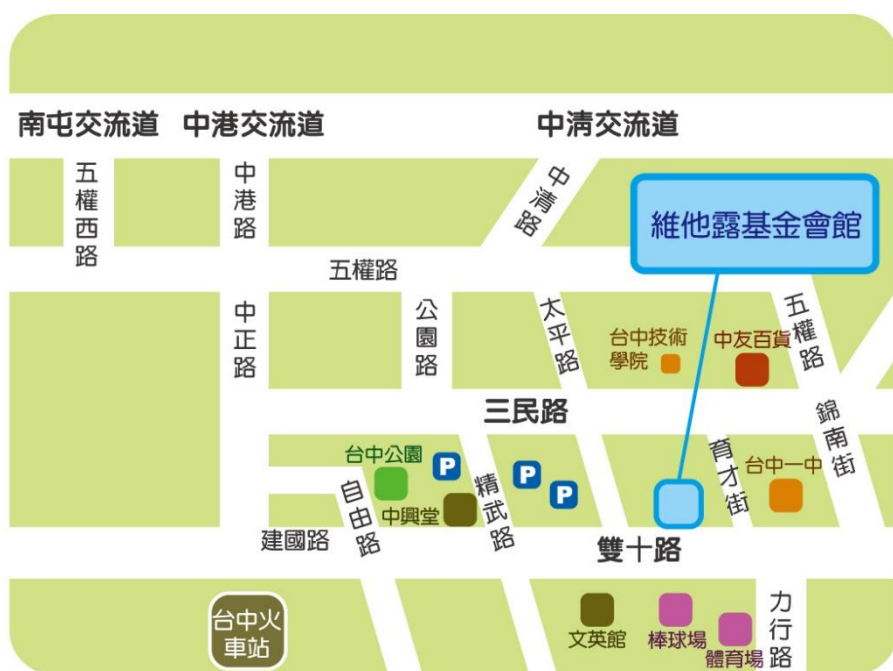 南屯交流道
中港交流道
中清交流道
五權西路
中港路
中清路
維他露基金會館
五權路
中正路
公園路
太平路
台中技術
學院
中友百貨
五權路
三民路
錦南街
台中公園
P
P
P
自由路
中興堂
精武路
育才街
台中一中
建國路
雙十路
台中火
車站
文英館
棒球場
體育場
力行路